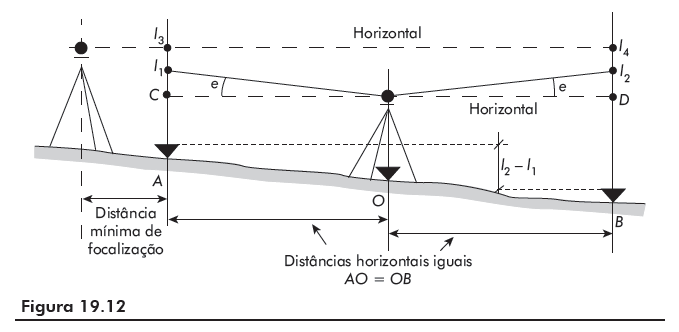 Horizontal
l₃
l₄
l₁
l₂
e
e
C
D
Horizontal
l₂ – l₁
A
O
B
Distância
mínima de
focalização
Distâncias horizontais iguais
AO = OB
Figura 19.12